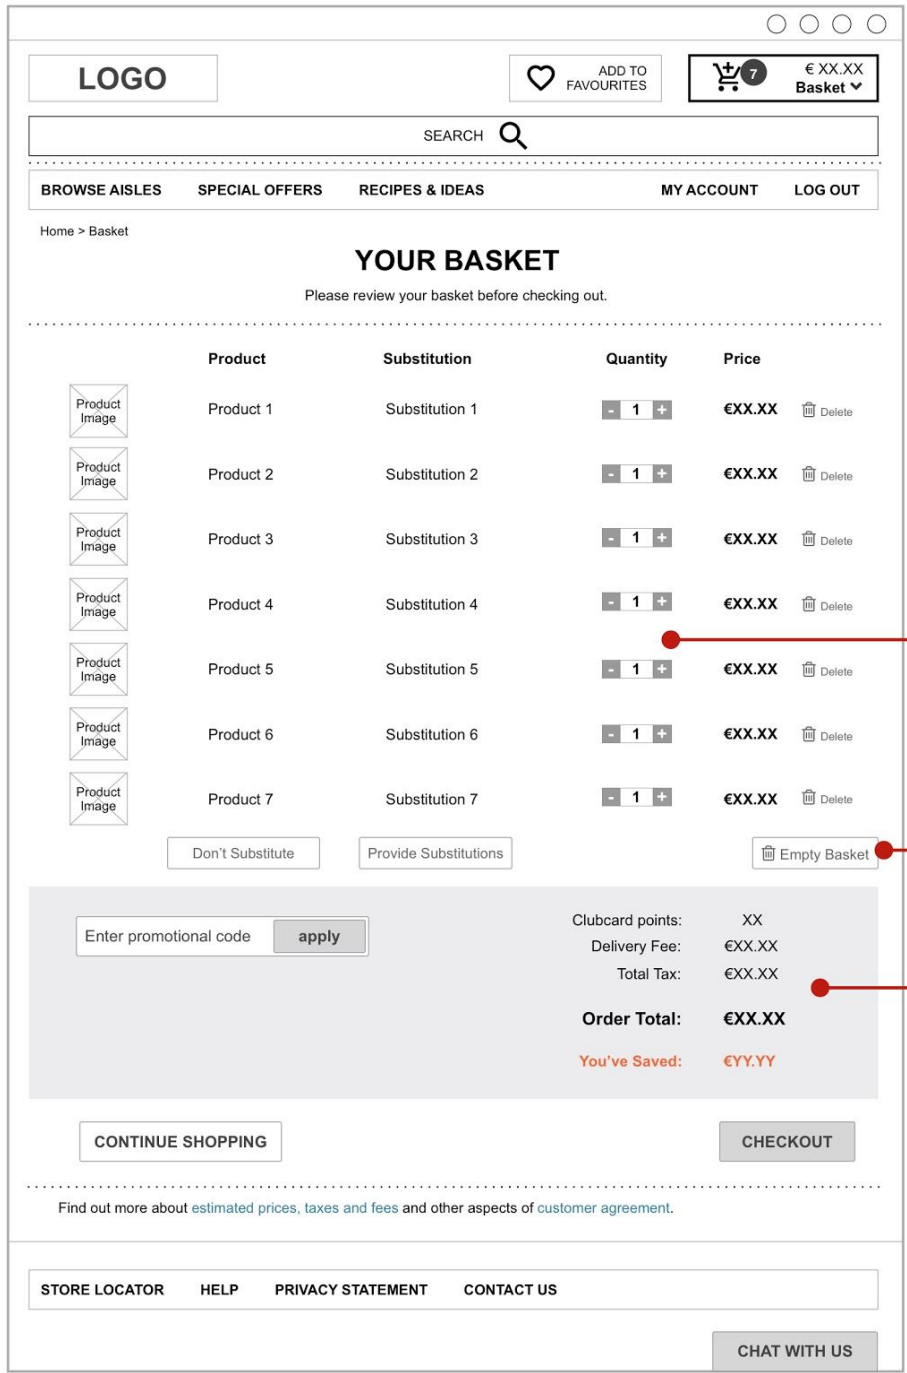 LOGO
ADD TO
FAVOURITES
7
€ XX.XX
Basket
SEARCH
BROWSE AISLES SPECIAL OFFERS RECIPES & IDEAS MY ACCOUNT LOG OUT
Home > Basket
YOUR BASKET
Please review your basket before checking out.
Product Substitution Quantity Price
Product
Image
Product 1 Substitution 1 - 1 + €XX.XX Delete
Product
Image
Product 2 Substitution 2 - 1 + €XX.XX Delete
Product
Image
Product 3 Substitution 3 - 1 + €XX.XX Delete
Product
Image
Product 4 Substitution 4 - 1 + €XX.XX Delete
Product
Image
Product 5 Substitution 5 - 1 + €XX.XX Delete
Product
Image
Product 6 Substitution 6 - 1 + €XX.XX Delete
Product
Image
Product 7 Substitution 7 - 1 + €XX.XX Delete
Don't Substitute Provide Substitutions Empty Basket
Enter promotional code apply
Clubcard points: XX
Delivery Fee: €XX.XX
Total Tax: €XX.XX
Order Total: €XX.XX
You've Saved: €YY.YY
CONTINUE SHOPPING CHECKOUT
Find out more about estimated prices, taxes and fees and other aspects of customer agreement.
STORE LOCATOR HELP PRIVACY STATEMENT CONTACT US
CHAT WITH US